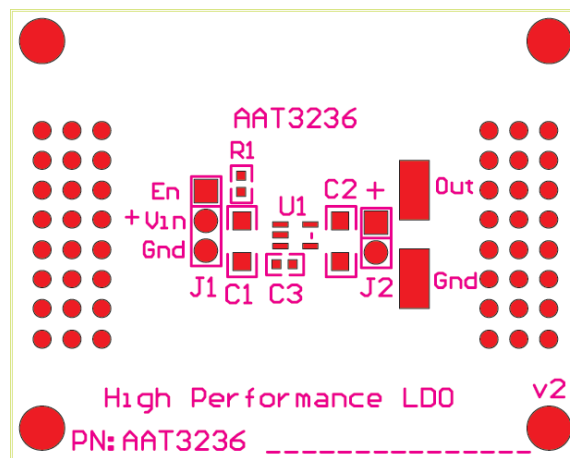 AAT3236
R1
En
C2 +
Out
U1
+ Vin
Gnd
Gnd
J1
C1
C3
J2
High Performance LDO
v2
PN: AAT3236 ______________